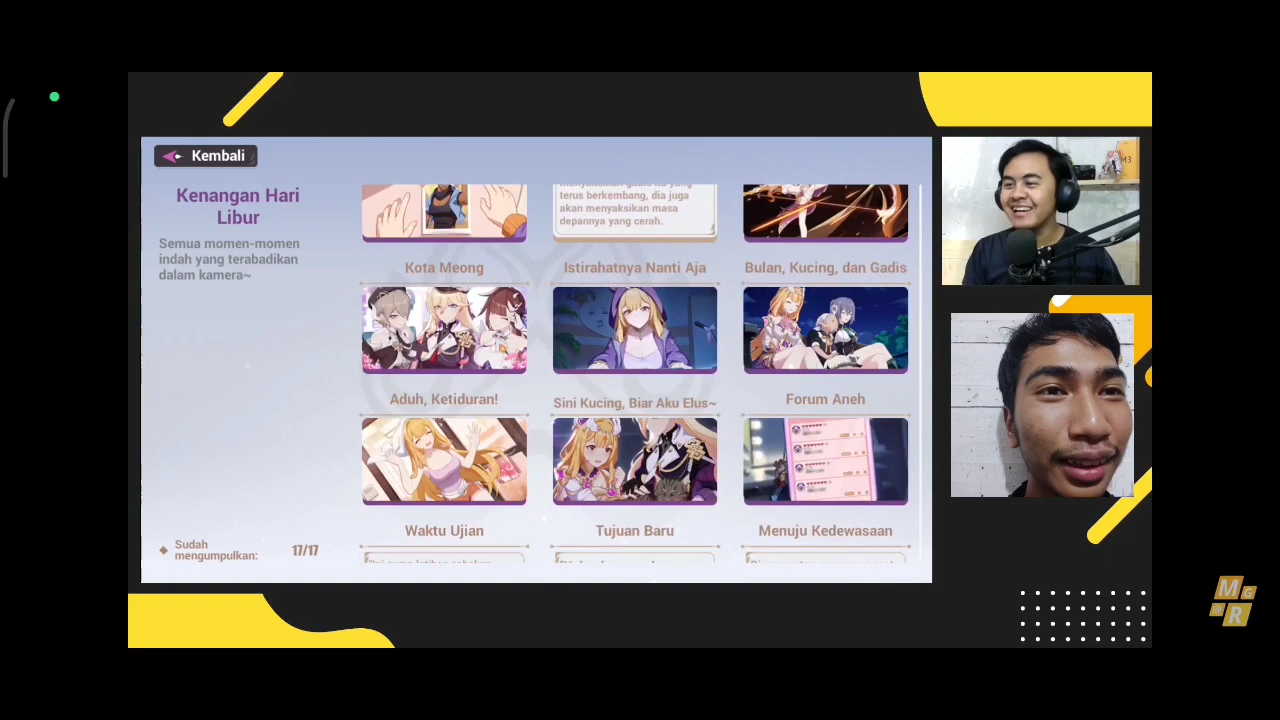 Kembali
Kenangan Hari
Libur
Semua momen-momen
indah yang terabadikan
dalam kamera~
terus berkembang, dia juga
akan menyaksikan masa
depannya yang cerah.
Kota Meong
Istirahatnya Nanti Aja
Bulan, Kucing, dan Gadis
Aduh, Ketiduran!
Sini Kucing, Biar Aku Elus~
Forum Aneh
Waktu Ujian
Tujuan Baru
Menuju Kedewasaan
Sudah
mengumpulkan:
17/17
M3
M G
@ R